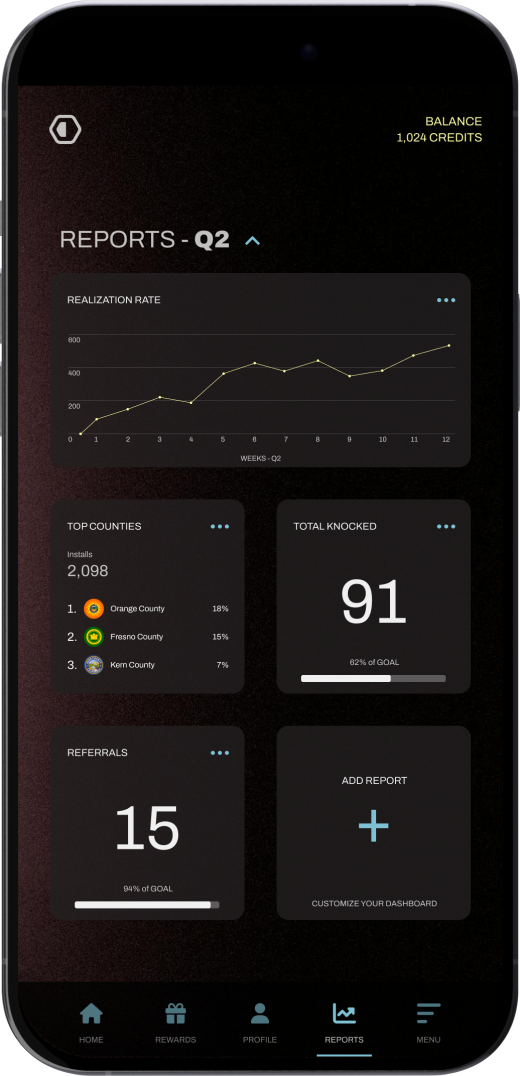 BALANCE
1,024 CREDITS
REPORTS - Q2
REALIZATION RATE
600
400
200
0 1 2 3 4 5 6 7 8 9 10 11 12
WEEKS - Q2
TOP COUNTIES
Installs
2,098
1. Orange County 18%
2. Fresno County 15%
3. Kern County 7%
TOTAL KNOCKED
91
62% of GOAL
REFERRALS
15
94% of GOAL
ADD REPORT
CUSTOMIZE YOUR DASHBOARD
HOME REWARDS PROFILE REPORTS MENU